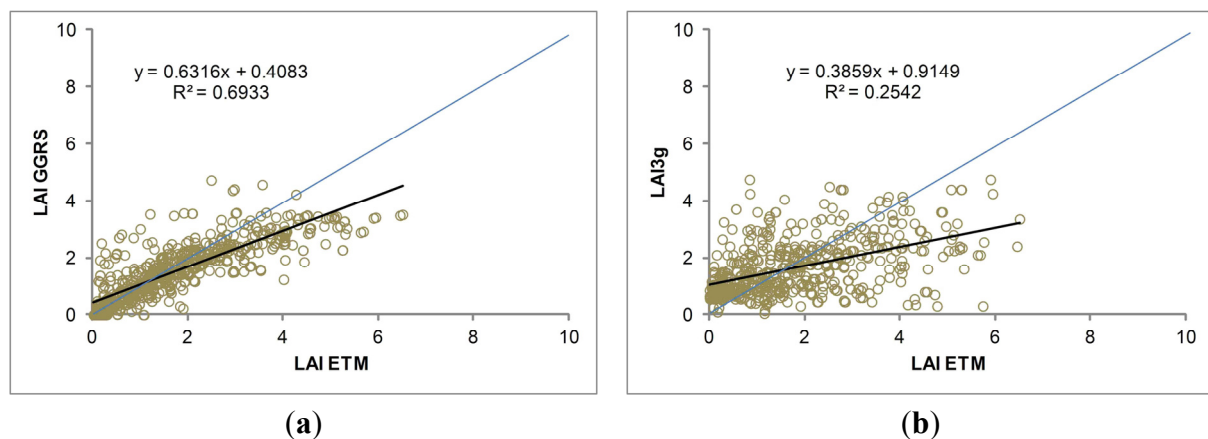 10
8
6
4
2
0
LAI GGRS
y = 0.6316x + 0.4083
R² = 0.6933
0 2 4 6 8 10
LAI ETM
(a)
10
8
6
4
2
0
LAI3g
y = 0.3859x + 0.9149
R² = 0.2542
0 2 4 6 8 10
LAI ETM
(b)